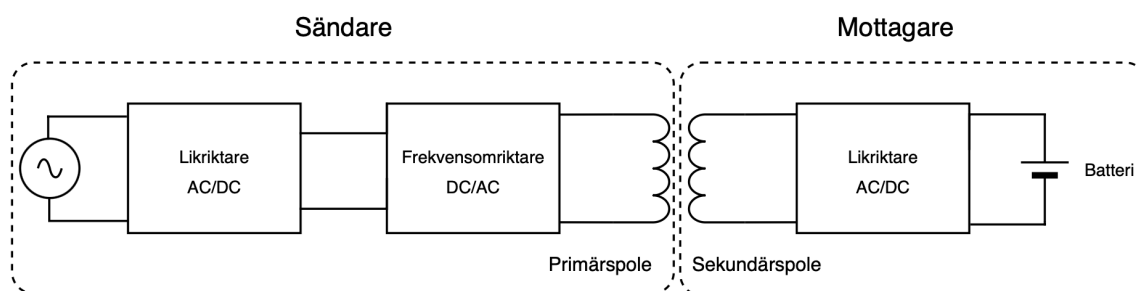 Sändare
Mottagare
Likriktare
AC/DC
Frekvensomriktare
DC/AC
Likriktare
AC/DC
Batteri
Primärspole
Sekundärspole